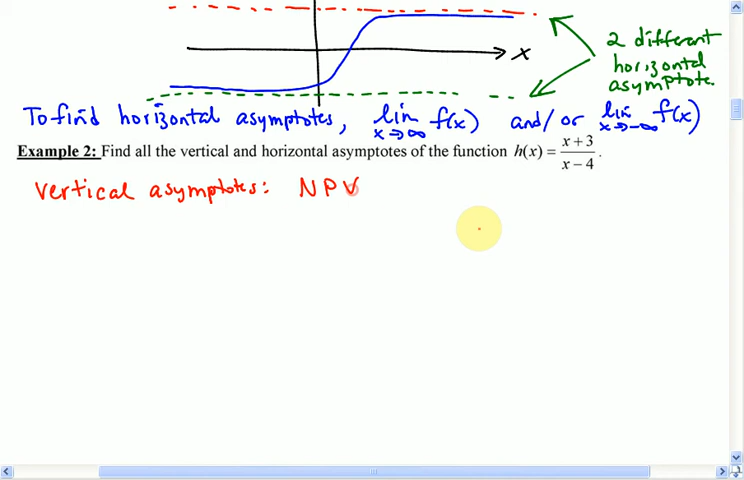 x
2 different
horizontal
asymptote.
To find horizontal asymptotes, lim x→∞ f(x) and/or lim x→-∞ f(x)
Example 2: Find all the vertical and horizontal asymptotes of the function h(x) = (x + 3)/(x − 4).
vertical asymptotes: NPV